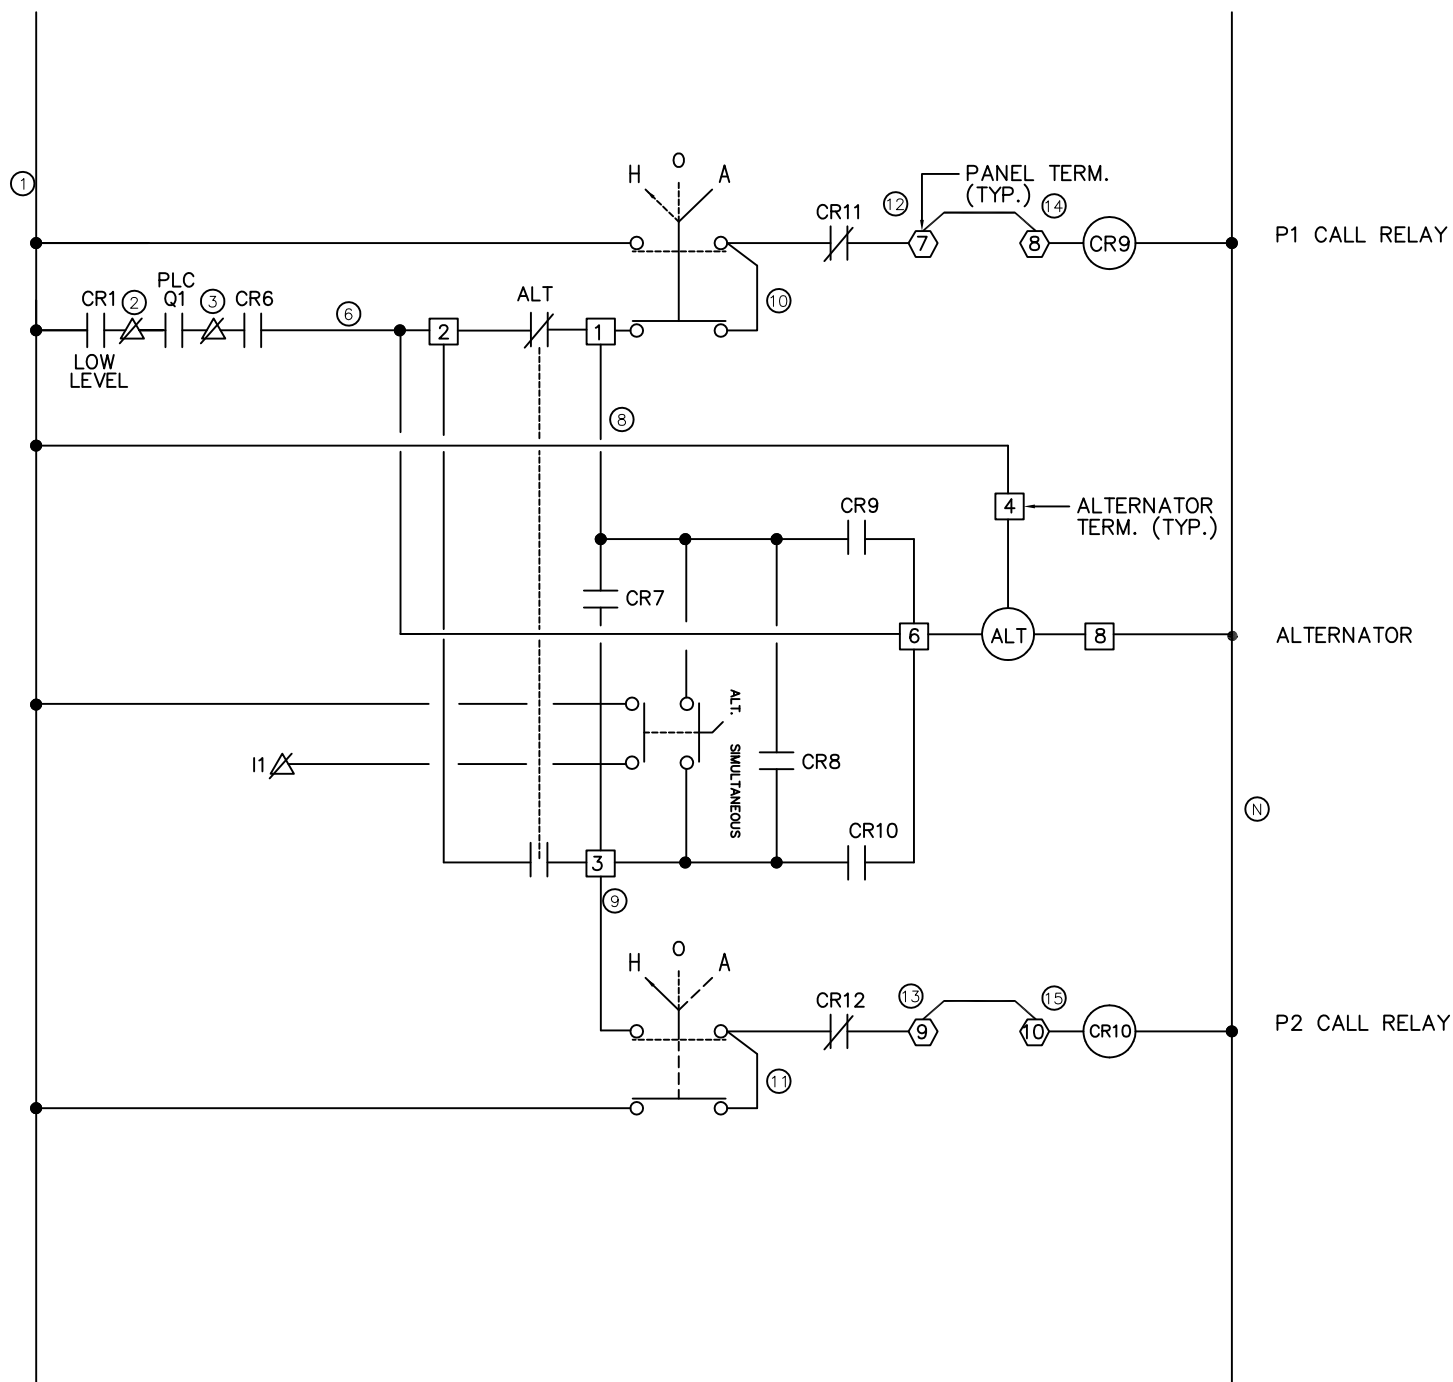 1
H O A
CR11
12
PANEL TERM.
(TYP.)
14
7
8
CR9
P1 CALL RELAY
CR1
2
PLC
Q1
3
CR6
6
2
ALT
1
10
LOW
LEVEL
8
4
ALTERNATOR
TERM. (TYP.)
CR9
CR7
6
ALT
8
ALTERNATOR
I1
ALT. SIMULTANEOUS
CR8
N
CR10
3
9
H O A
CR12
13
15
9
10
CR10
P2 CALL RELAY
11